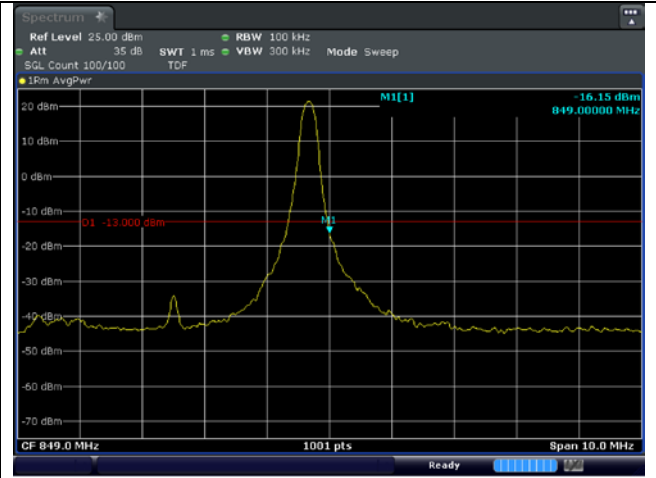 Spectrum
Ref Level 25.00 dBm RBW 100 kHz
Att 35 dB SWT 1 ms VBW 300 kHz Mode Sweep
SGL Count 100/100 TDF
1Rm AvgPwr
M1[1] -16.15 dBm
849.00000 MHz
20 dBm
10 dBm
0 dBm
-10 dBm
D1 -13.000 dBm
M1
-20 dBm
-30 dBm
-40 dBm
-50 dBm
-60 dBm
-70 dBm
CF 849.0 MHz 1001 pts Span 10.0 MHz
Ready